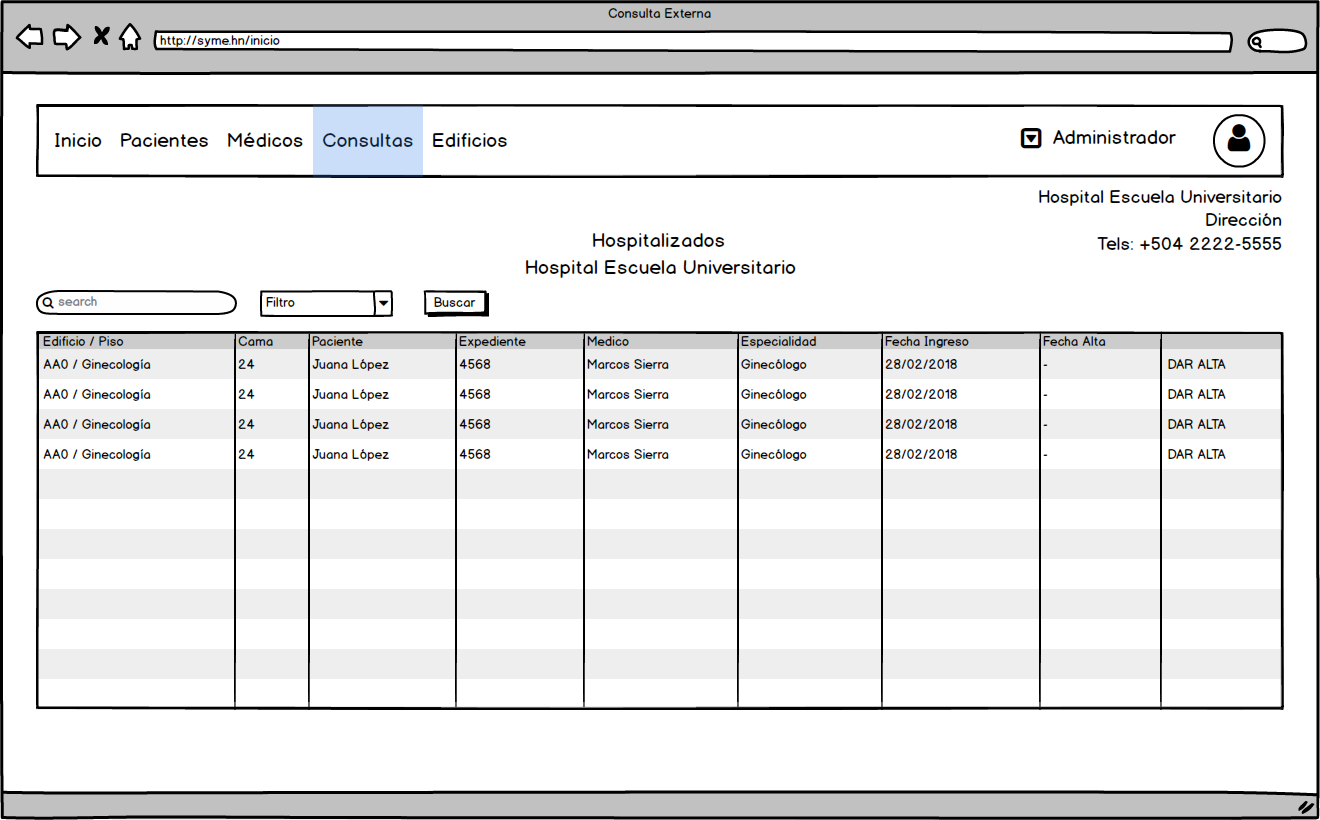 Consulta Externa
http://syme.hn/inicio
Inicio Pacientes Médicos Consultas Edificios Administrador
Hospital Escuela Universitario
Dirección
Tels: +504 2222-5555
Hospitalizados
Hospital Escuela Universitario
search Filtro Buscar
Edificio / Piso Cama Paciente Expediente Medico Especialidad Fecha Ingreso Fecha Alta
AA0 / Ginecología 24 Juana López 4568 Marcos Sierra Ginecólogo 28/02/2018 - DAR ALTA
AA0 / Ginecología 24 Juana López 4568 Marcos Sierra Ginecólogo 28/02/2018 - DAR ALTA
AA0 / Ginecología 24 Juana López 4568 Marcos Sierra Ginecólogo 28/02/2018 - DAR ALTA
AA0 / Ginecología 24 Juana López 4568 Marcos Sierra Ginecólogo 28/02/2018 - DAR ALTA